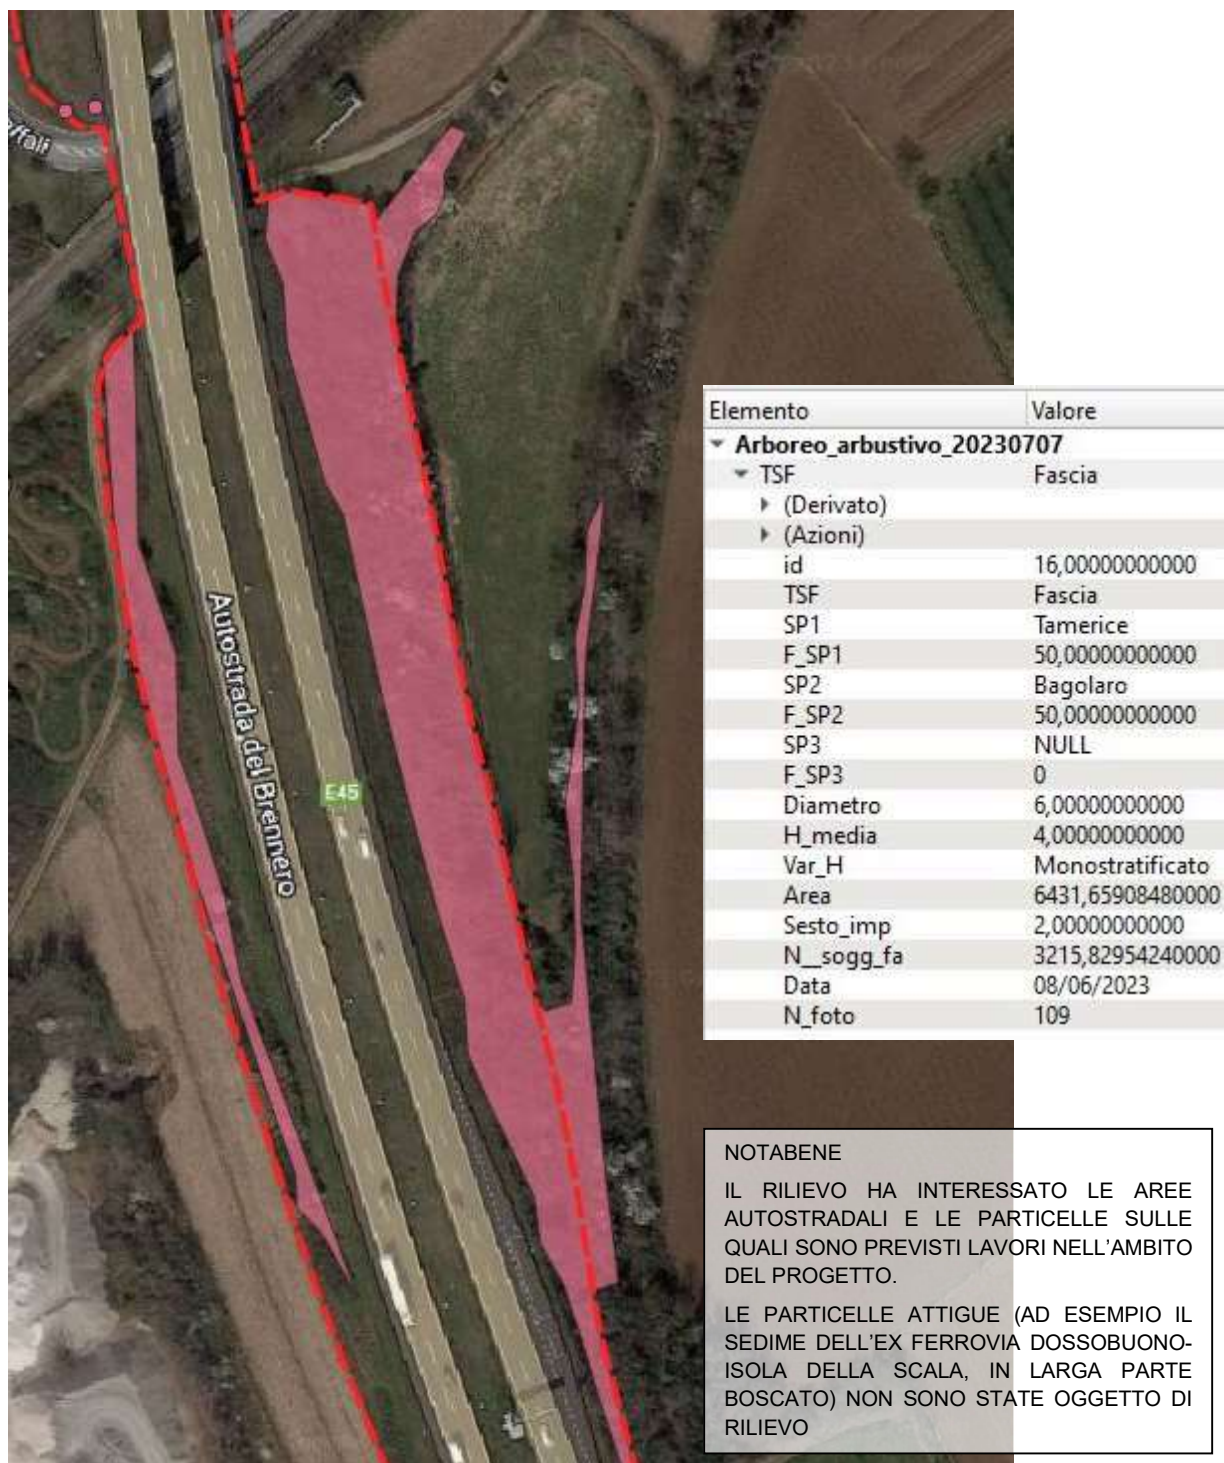 affali
Autostrada del Brennero
E45
Elemento Valore
Arboreo_arbustivo_20230707
TSF Fascia
(Derivato)
(Azioni)
id 16,00000000000
TSF Fascia
SP1 Tamerice
F_SP1 50,00000000000
SP2 Bagolaro
F_SP2 50,00000000000
SP3 NULL
F_SP3 0
Diametro 6,00000000000
H_media 4,00000000000
Var_H Monostratificato
Area 6431,65908480000
Sesto_imp 2,00000000000
N__sogg_fa 3215,82954240000
Data 08/06/2023
N_foto 109
NOTABENE
IL RILIEVO HA INTERESSATO LE AREE
AUTOSTRADALI E LE PARTICELLE SULLE
QUALI SONO PREVISTI LAVORI NELL'AMBITO
DEL PROGETTO.
LE PARTICELLE ATTIGUE (AD ESEMPIO IL
SEDIME DELL'EX FERROVIA DOSSOBUONO-
ISOLA DELLA SCALA, IN LARGA PARTE
BOSCATO) NON SONO STATE OGGETTO DI
RILIEVO